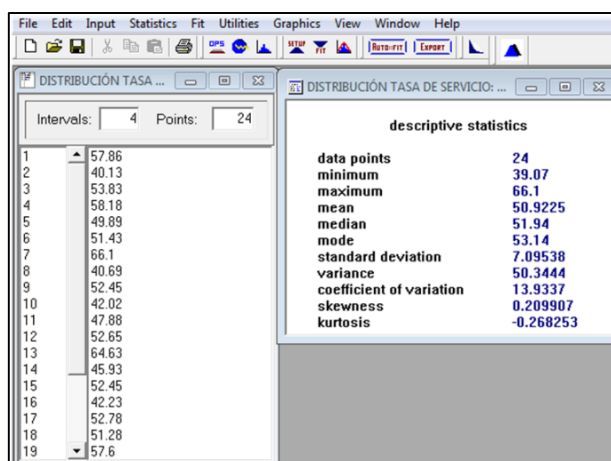 File Edit Input Statistics Fit Utilities Graphics View Window Help
DPS SETUP FIT AUTO::FIT EXPORT
DISTRIBUCIÓN TASA ...
Intervals: 4 Points: 24
1 57.86
2 40.13
3 53.83
4 58.18
5 49.89
6 51.43
7 66.1
8 40.69
9 52.45
10 42.02
11 47.88
12 52.65
13 64.63
14 45.93
15 52.45
16 42.23
17 52.78
18 51.28
19 57.6
DISTRIBUCIÓN TASA DE SERVICIO: ...
descriptive statistics
data points 24
minimum 39.07
maximum 66.1
mean 50.9225
median 51.94
mode 53.14
standard deviation 7.09538
variance 50.3444
coefficient of variation 13.9337
skewness 0.209907
kurtosis -0.268253